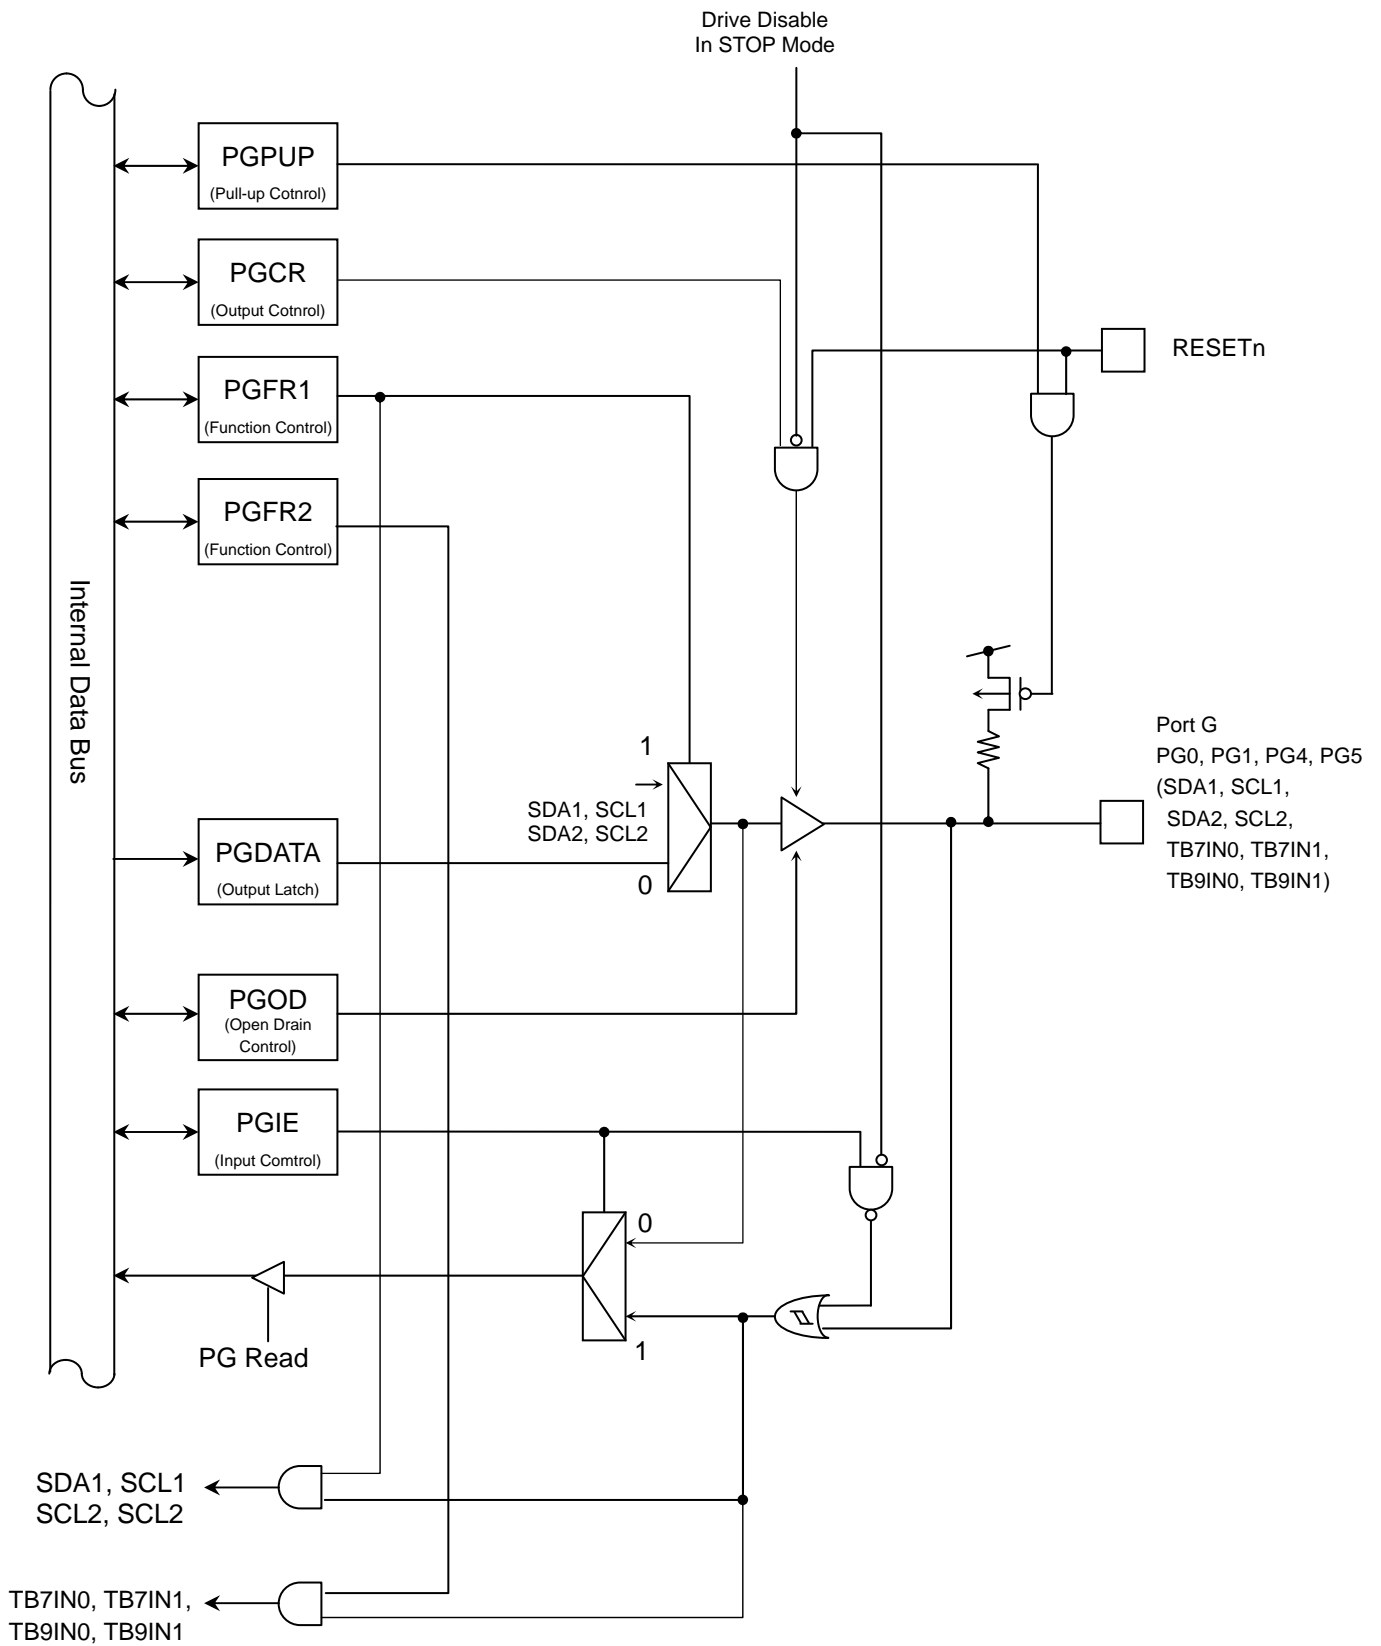 Drive Disable
In STOP Mode
PGPUP
(Pull-up Cotnrol)
PGCR
(Output Cotnrol)
PGFR1
(Function Control)
RESETn
PGFR2
(Function Control)
Internal Data Bus
1
SDA1, SCL1
SDA2, SCL2
0
Port G
PG0, PG1, PG4, PG5
(SDA1, SCL1,
SDA2, SCL2,
TB7IN0, TB7IN1,
TB9IN0, TB9IN1)
PGDATA
(Output Latch)
PGOD
(Open Drain
Control)
PGIE
(Input Comtrol)
0
1
PG Read
SDA1, SCL1
SCL2, SCL2
TB7IN0, TB7IN1,
TB9IN0, TB9IN1